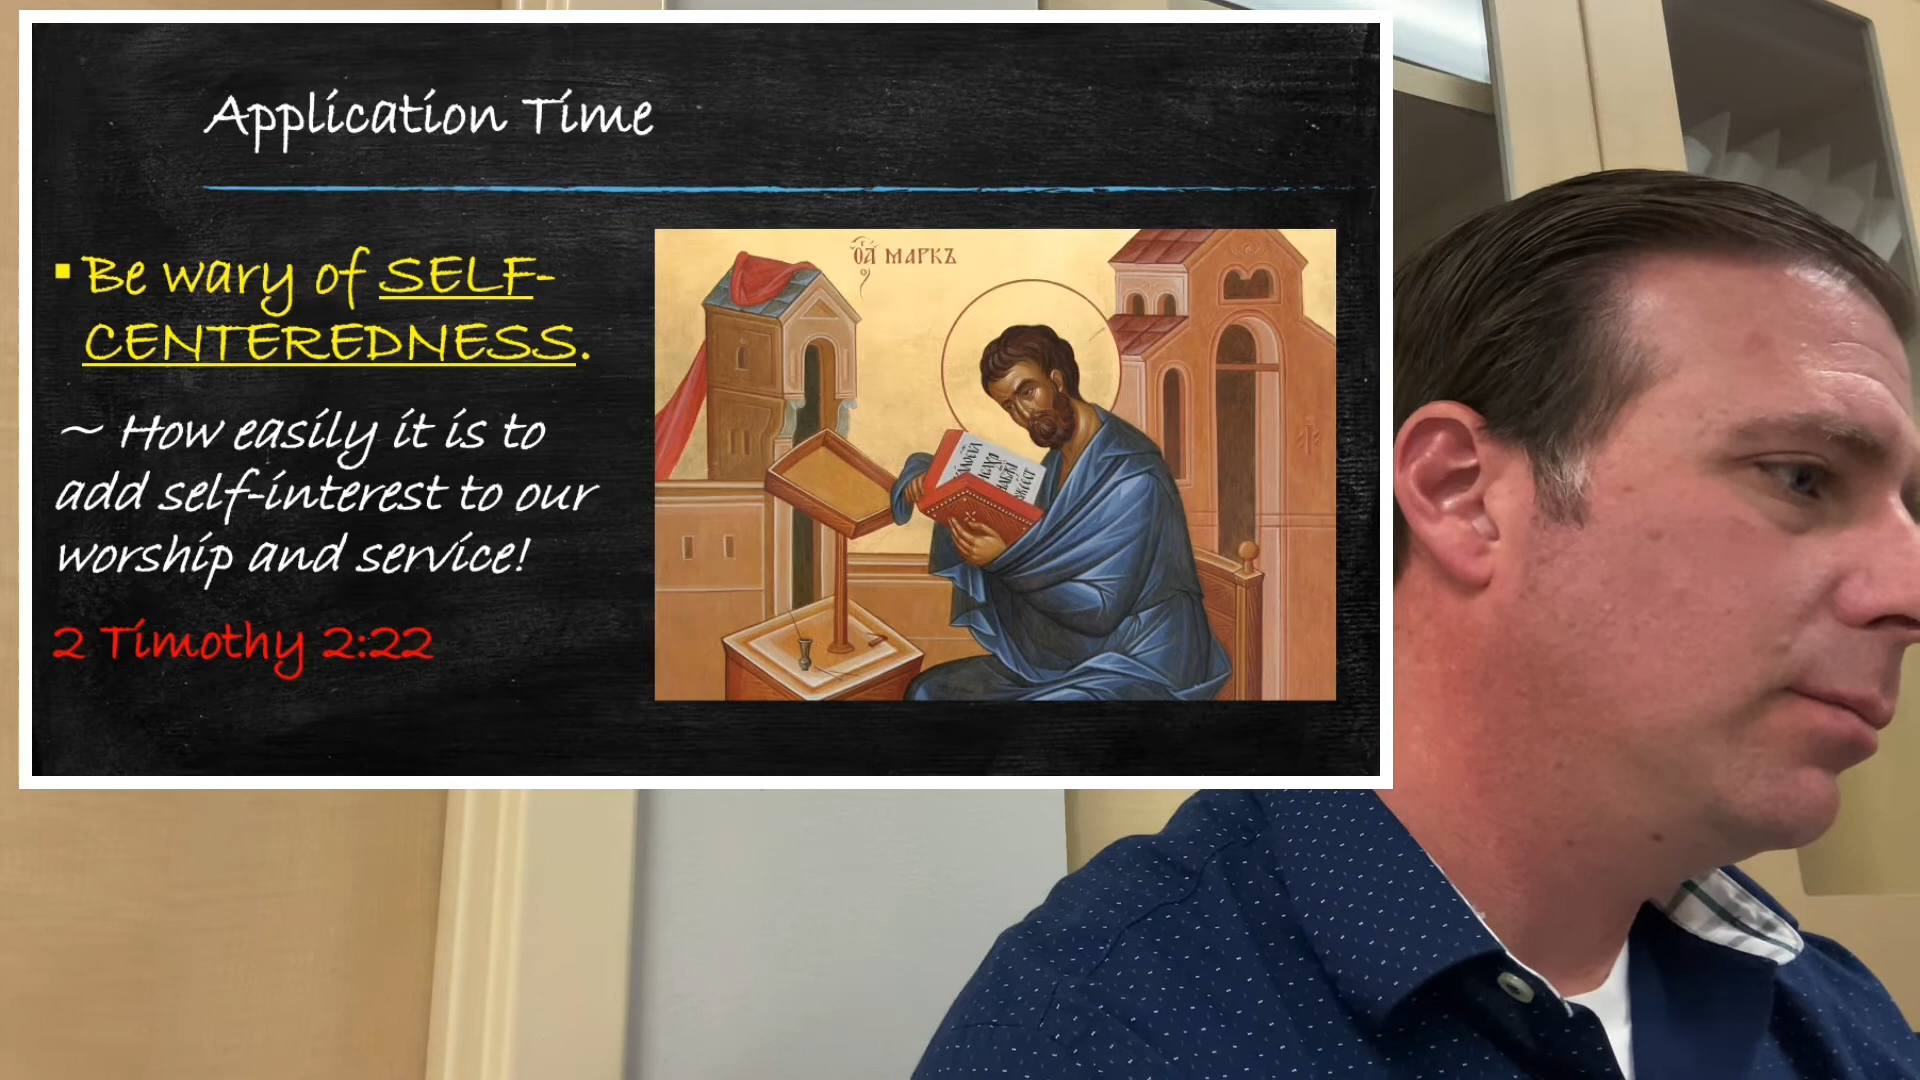 Application Time
▪ Be wary of SELF-
CENTEREDNESS.
~ How easily it is to
add self-interest to our
worship and service!
2 Timothy 2:22
МАРКЪ